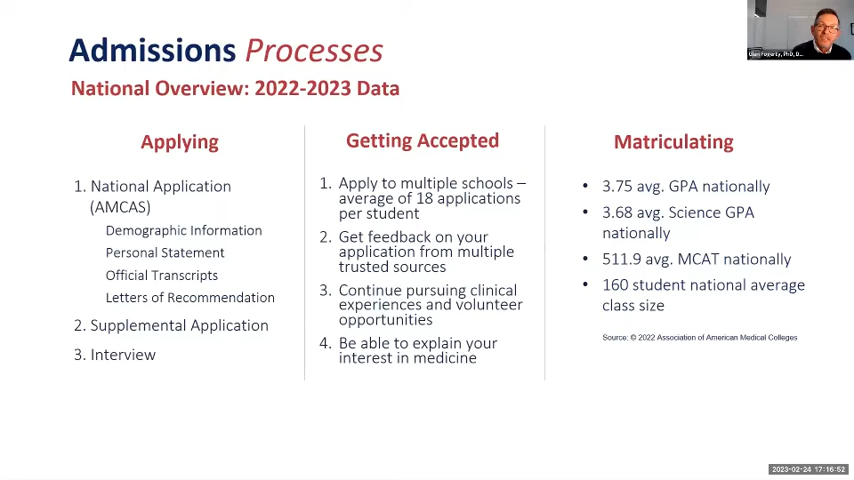 Admissions Processes
National Overview: 2022-2023 Data
Applying
1. National Application
(AMCAS)
Demographic Information
Personal Statement
Official Transcripts
Letters of Recommendation
2. Supplemental Application
3. Interview
Getting Accepted
1. Apply to multiple schools –
average of 18 applications
per student
2. Get feedback on your
application from multiple
trusted sources
3. Continue pursuing clinical
experiences and volunteer
opportunities
4. Be able to explain your
interest in medicine
Matriculating
• 3.75 avg. GPA nationally
• 3.68 avg. Science GPA
nationally
• 511.9 avg. MCAT nationally
• 160 student national average
class size
Source: © 2022 Association of American Medical Colleges
Fogerty, PhD, D...
2023-02-24 17:16:52